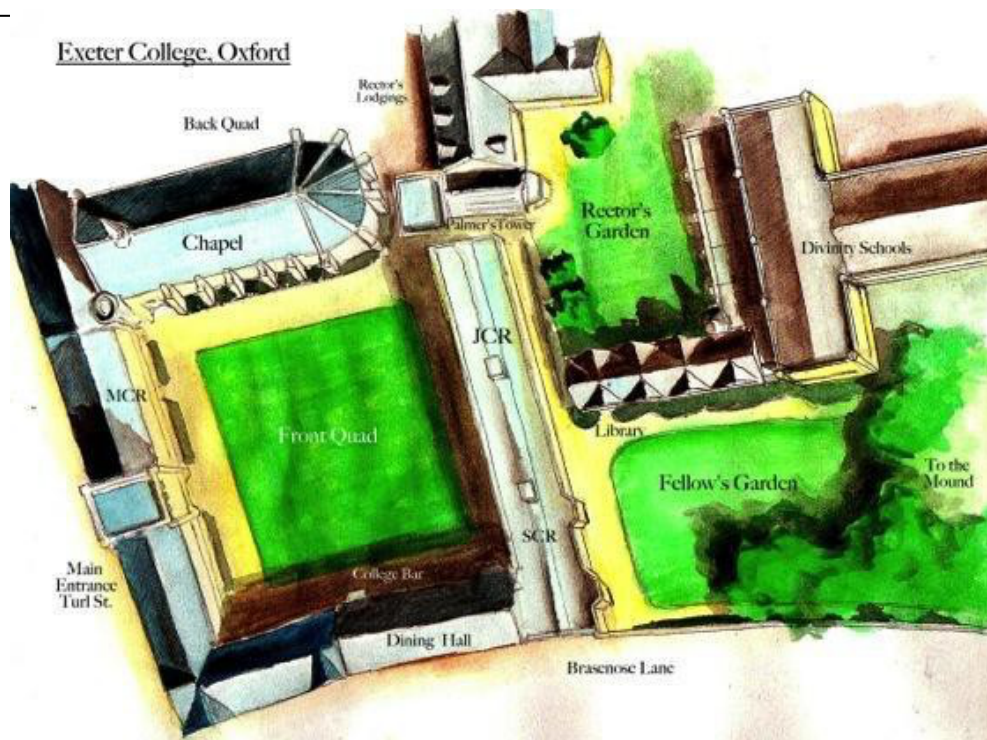 Exeter College, Oxford
Rector's
Lodgings
Back Quad
Chapel
Palmer's Tower
Rector's
Garden
Divinity Schools
JCR
MCR
Front Quad
Library
Fellow's Garden
To the
Mound
SCR
Main
Entrance
Turl St.
College Bar
Dining Hall
Brasenose Lane